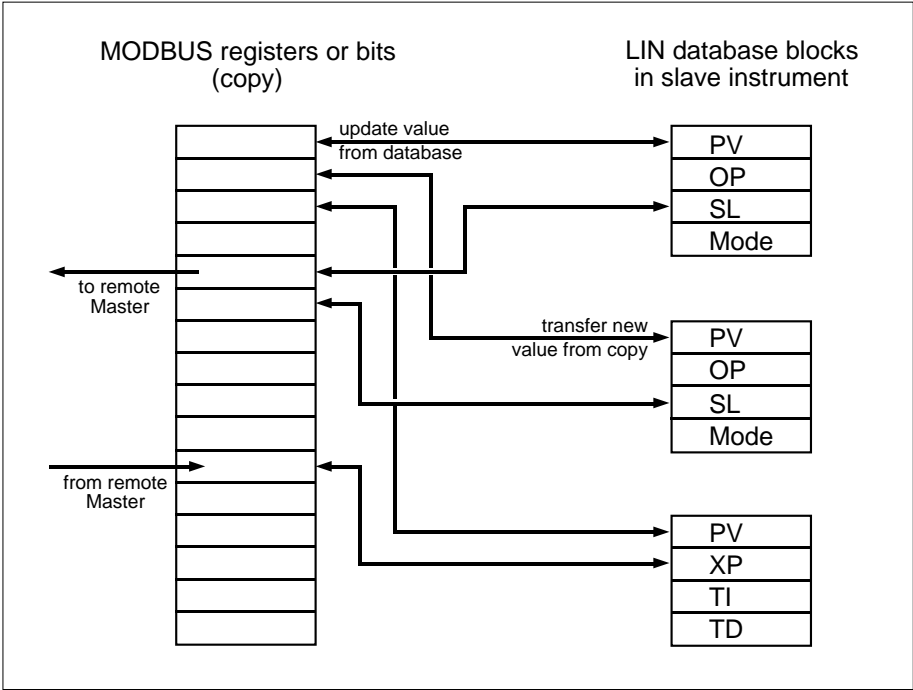 MODBUS registers or bits
(copy)
LIN database blocks
in slave instrument
update value
from database
PV
OP
SL
Mode
to remote
Master
transfer new
value from copy
PV
OP
SL
Mode
from remote
Master
PV
XP
TI
TD